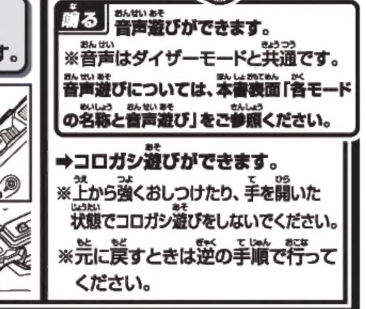 す。
鳴る 音声遊びができます。
※音声はダイザーモードと共通です。
音声遊びについては、本書表面「各モード
の名称と音声遊び」をご参照ください。
➡コロガシ遊びができます。
※上から強くおしつけたり、手を開いた
状態でコロガシ遊びをしないでください。
※元に戻すときは逆の手順で行って
ください。